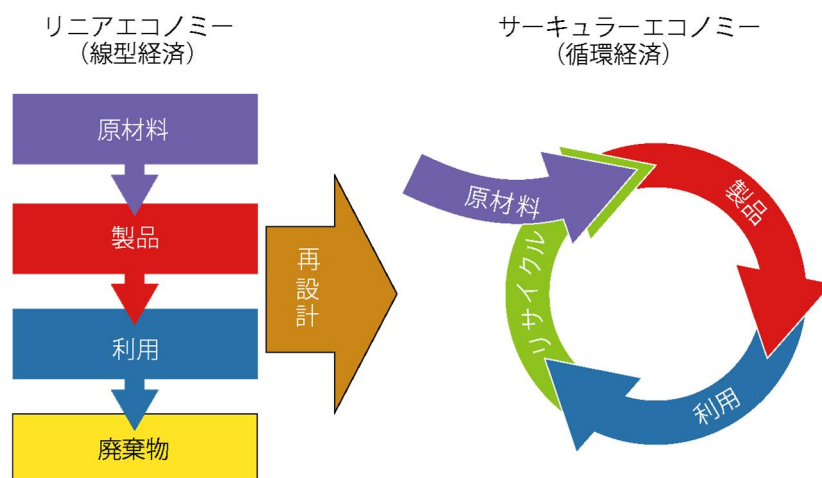 リニアエコノミー
（線型経済）
原材料
製品
利用
廃棄物
再設計
サーキュラーエコノミー
（循環経済）
原材料
製品
利用
リサイクル